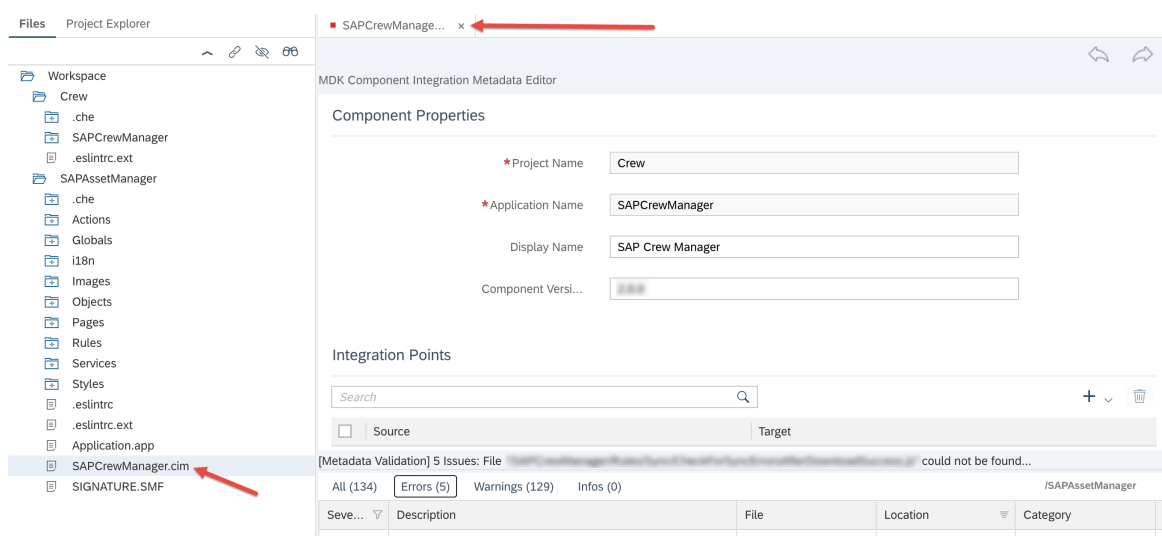 Files Project Explorer
SAPCrewManage... ×
Workspace
Crew
.che
SAPCrewManager
.eslintrc.ext
SAPAssetManager
.che
Actions
Globals
i18n
Images
Objects
Pages
Rules
Services
Styles
.eslintrc
.eslintrc.ext
Application.app
SAPCrewManager.cim
SIGNATURE.SMF
MDK Component Integration Metadata Editor
Component Properties
*Project Name Crew
*Application Name SAPCrewManager
Display Name SAP Crew Manager
Component Versi...
Integration Points
Search
Source Target
[Metadata Validation] 5 Issues: File could not be found...
All (134) Errors (5) Warnings (129) Infos (0) /SAPAssetManager
Seve... Description File Location Category